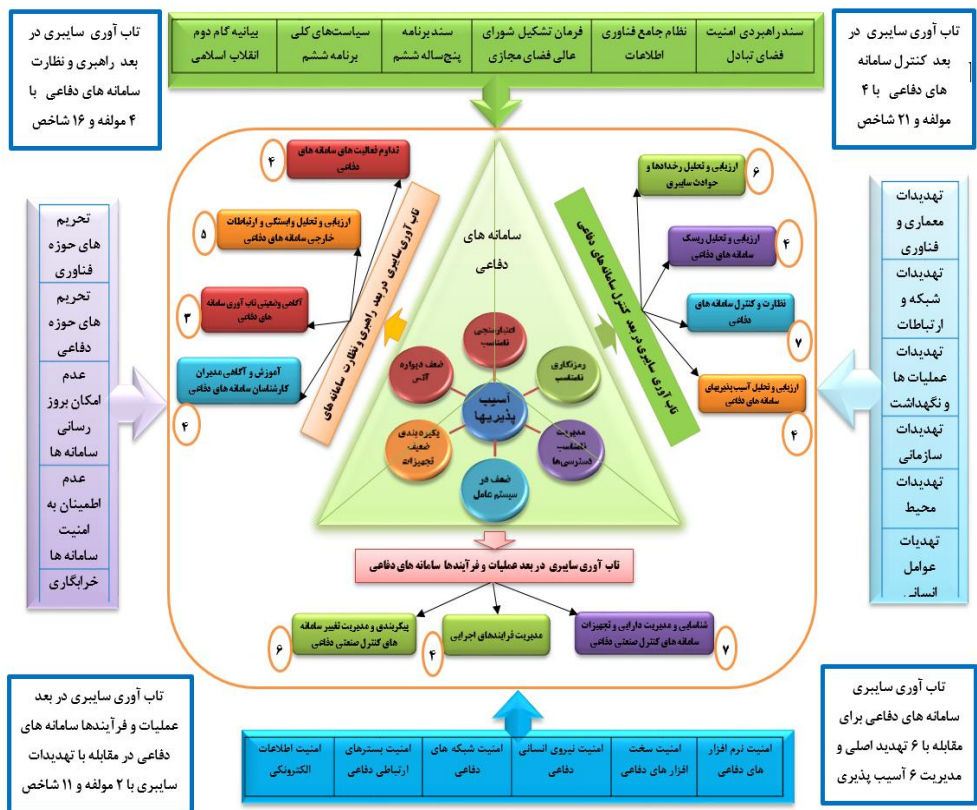 تاب آوری سایبری در
بعد کنترل سامانه
های دفاعی با ۴
مولفه و ۲۱ شاخص
سند راهبردی امنیت
فضای تبادل
نظام جامع فناوری
اطلاعات
فرمان تشکیل شورای
عالی فضای مجازی
سند برنامه
پنج‌ساله ششم
سیاست‌های کلی
برنامه ششم
بیانیه گام دوم
انقلاب اسلامی
تاب آوری سایبری در
بعد راهبری و نظارت
سامانه های دفاعی با
۴ مولفه و ۱۶ شاخص
تهدیدات
معماری و
فناوری
تهدیدات
شبکه و
ارتباطات
تهدیدات
عملیات ها
و نگهداشت
تهدیدات
سازمانی
تهدیدات
محیط
تهدیات
عوامل
انسانی
ارزیابی و تحلیل رخدادها و
حوادث سایبری
۶
ارزیابی و تحلیل ریسک
سامانه های دفاعی
۴
نظارت و کنترل سامانه های
دفاعی
۷
ارزیابی و تحلیل آسیب پذیریهای
سامانه های دفاعی
۴
تاب آوری سایبری در بعد کنترل سامانه های دفاعی
سامانه های
دفاعی
اعتبارسنجی
نامناسب
رمزنگاری
نامناسب
ضعف دیواره
آتش
آسیب
پذیریها
مدیریت
نامناسب
دسترسی‌ها
پکیره بندی
ضعیف
تجهیزات
ضعف در
سیستم عامل
تاب آوری سایبری در بعد راهبری و نظارت سامانه های
تداوم فعالیت های سامانه های
دفاعی
۴
ارزیابی و تحلیل وابستگی و ارتباطات
خارجی سامانه های دفاعی
۵
آگاهی وضعیتی تاب آوری سامانه
های دفاعی
۳
آموزش و آگاهی مدیران
کارشناسان سامانه های دفاعی
۴
تحریم
های حوزه
فناوری
تحریم
های حوزه
دفاعی
عدم
امکان بروز
رسانی
سامانه ها
عدم
اطمینان به
امنیت
سامانه ها
خرابگاری
تاب آوری سایبری در بعد عملیات و فرآیندها سامانه های دفاعی
شناسایی و مدیریت دارایی و تجهیزات
سامانه های کنترل صنعتی دفاعی
۷
مدیریت فرایندهای اجرایی
۴
پیکربندی و مدیریت تغییر سامانه
های کنترل صنعتی دفاعی
۶
تاب آوری سایبری
سامانه های دفاعی برای
مقابله با ۶ تهدید اصلی و
مدیریت ۶ آسیب پذیری
امنیت نرم افزار
های دفاعی
امنیت سخت
افزار های دفاعی
امنیت نیروی انسانی
دفاعی
امنیت شبکه های
دفاعی
امنیت بسترهای
ارتباطی دفاعی
امنیت اطلاعات
الکترونیکی
تاب آوری سایبری در بعد
عملیات و فرآیندها سامانه های
دفاعی در مقابله با تهدیدات
سایبری با ۲ مولفه و ۱۱ شاخص